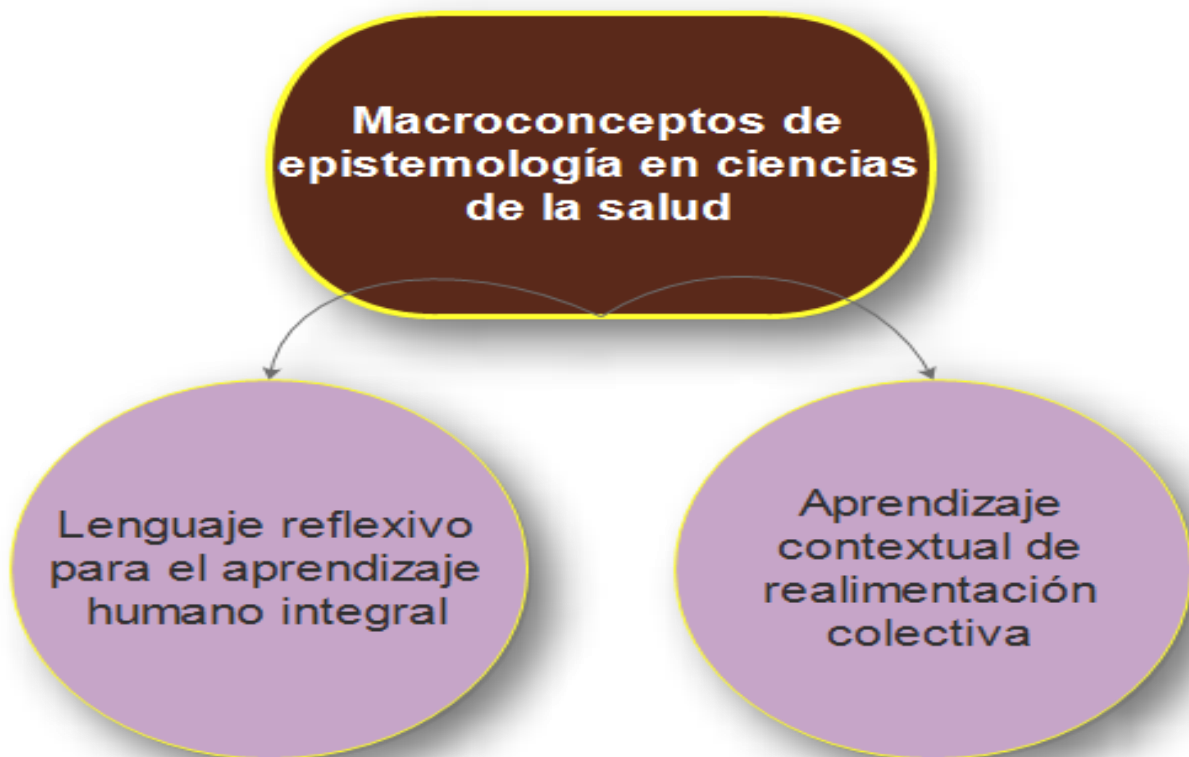 Macroconceptos de
epistemología en ciencias
de la salud
Lenguaje reflexivo
para el aprendizaje
humano integral
Aprendizaje
contextual de
realimentación
colectiva